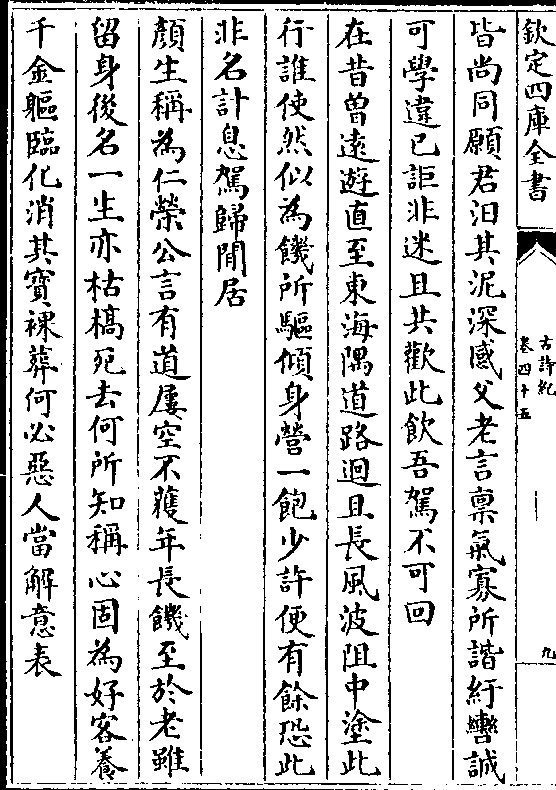 欽定四庫全書
古詩紀
卷四十五
九
皆尚同願君汩其泥深感父老言稟氣寡所諧紆轡誠
可學違已詎非迷且共歡此飲吾駕不可回
在昔曽遠遊直至東海隅道路迥且長風波阻中塗此
行誰使然似為饑所驅傾身營一飽少許便有餘恐此
非名計息駕歸閒居
顔生稱為仁榮公言有道屢空不獲年長饑至於老雖
留身後名一生亦枯槁死去何所知稱心固為好客養
千金軀臨化消其寳裸葬何必惡人當解意表